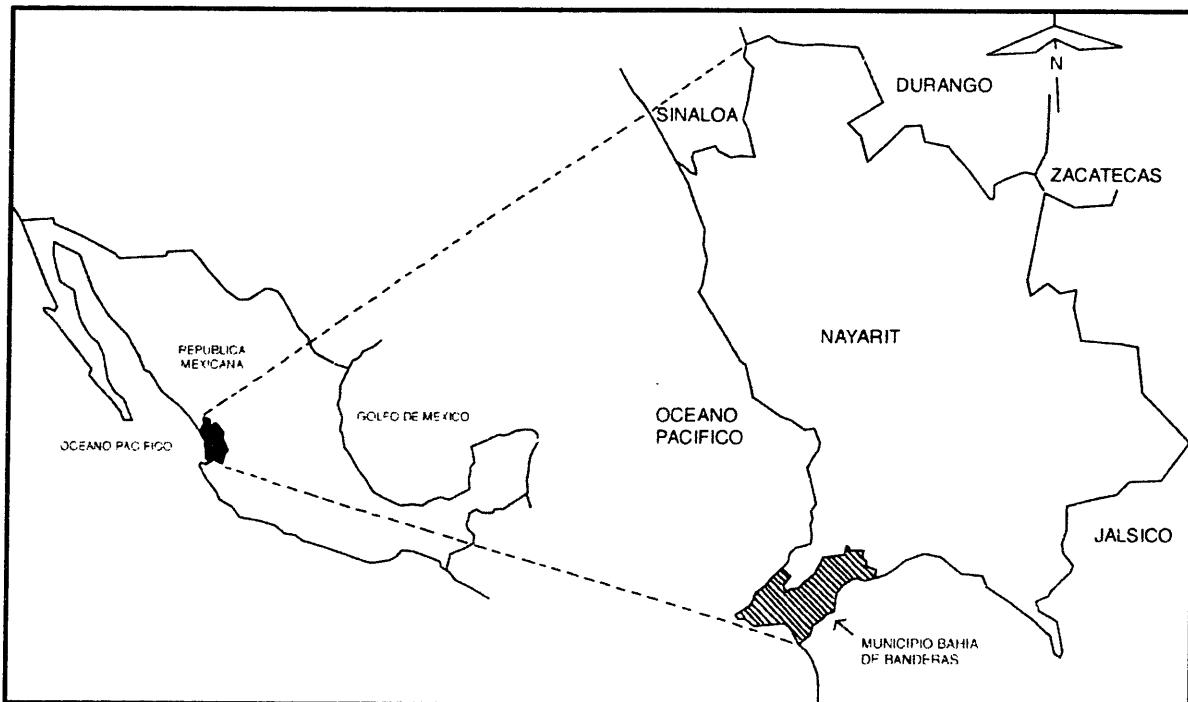 N
DURANGO
SINALOA
ZACATECAS
NAYARIT
REPUBLICA
MEXICANA
GOLFO DE MEXICO
OCEANO PACIFICO
OCEANO
PACIFICO
JALSICO
MUNICIPIO BAHIA
DE BANDERAS